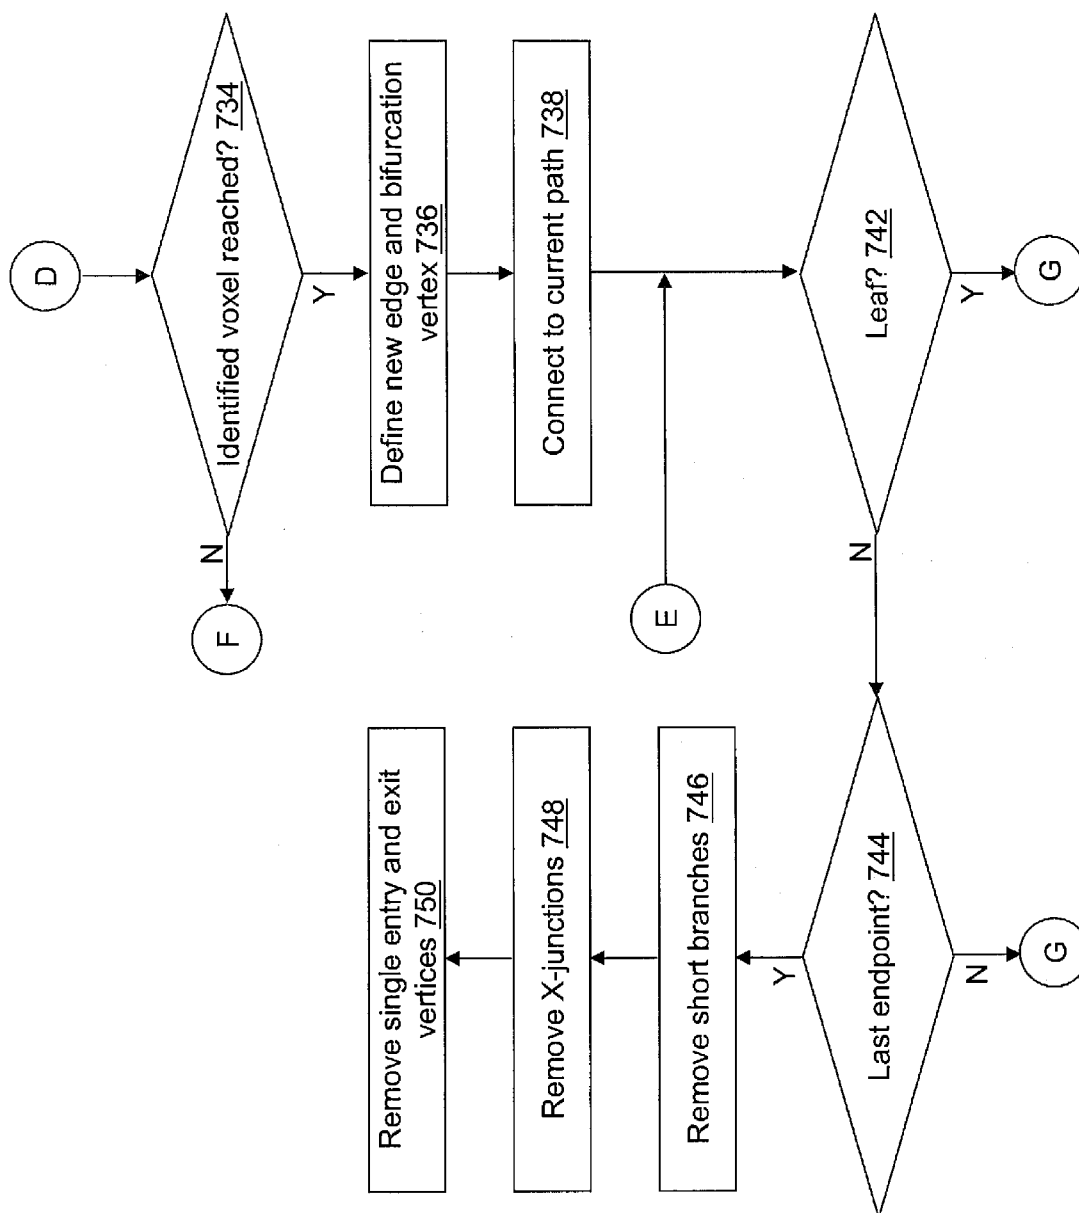 D
Identified voxel reached? 734
N
F
Y
Define new edge and bifurcation
vertex 736
Connect to current path 738
E
Leaf? 742
Y
G
N
Last endpoint? 744
N
G
Y
Remove short branches 746
Remove X-junctions 748
Remove single entry and exit
vertices 750